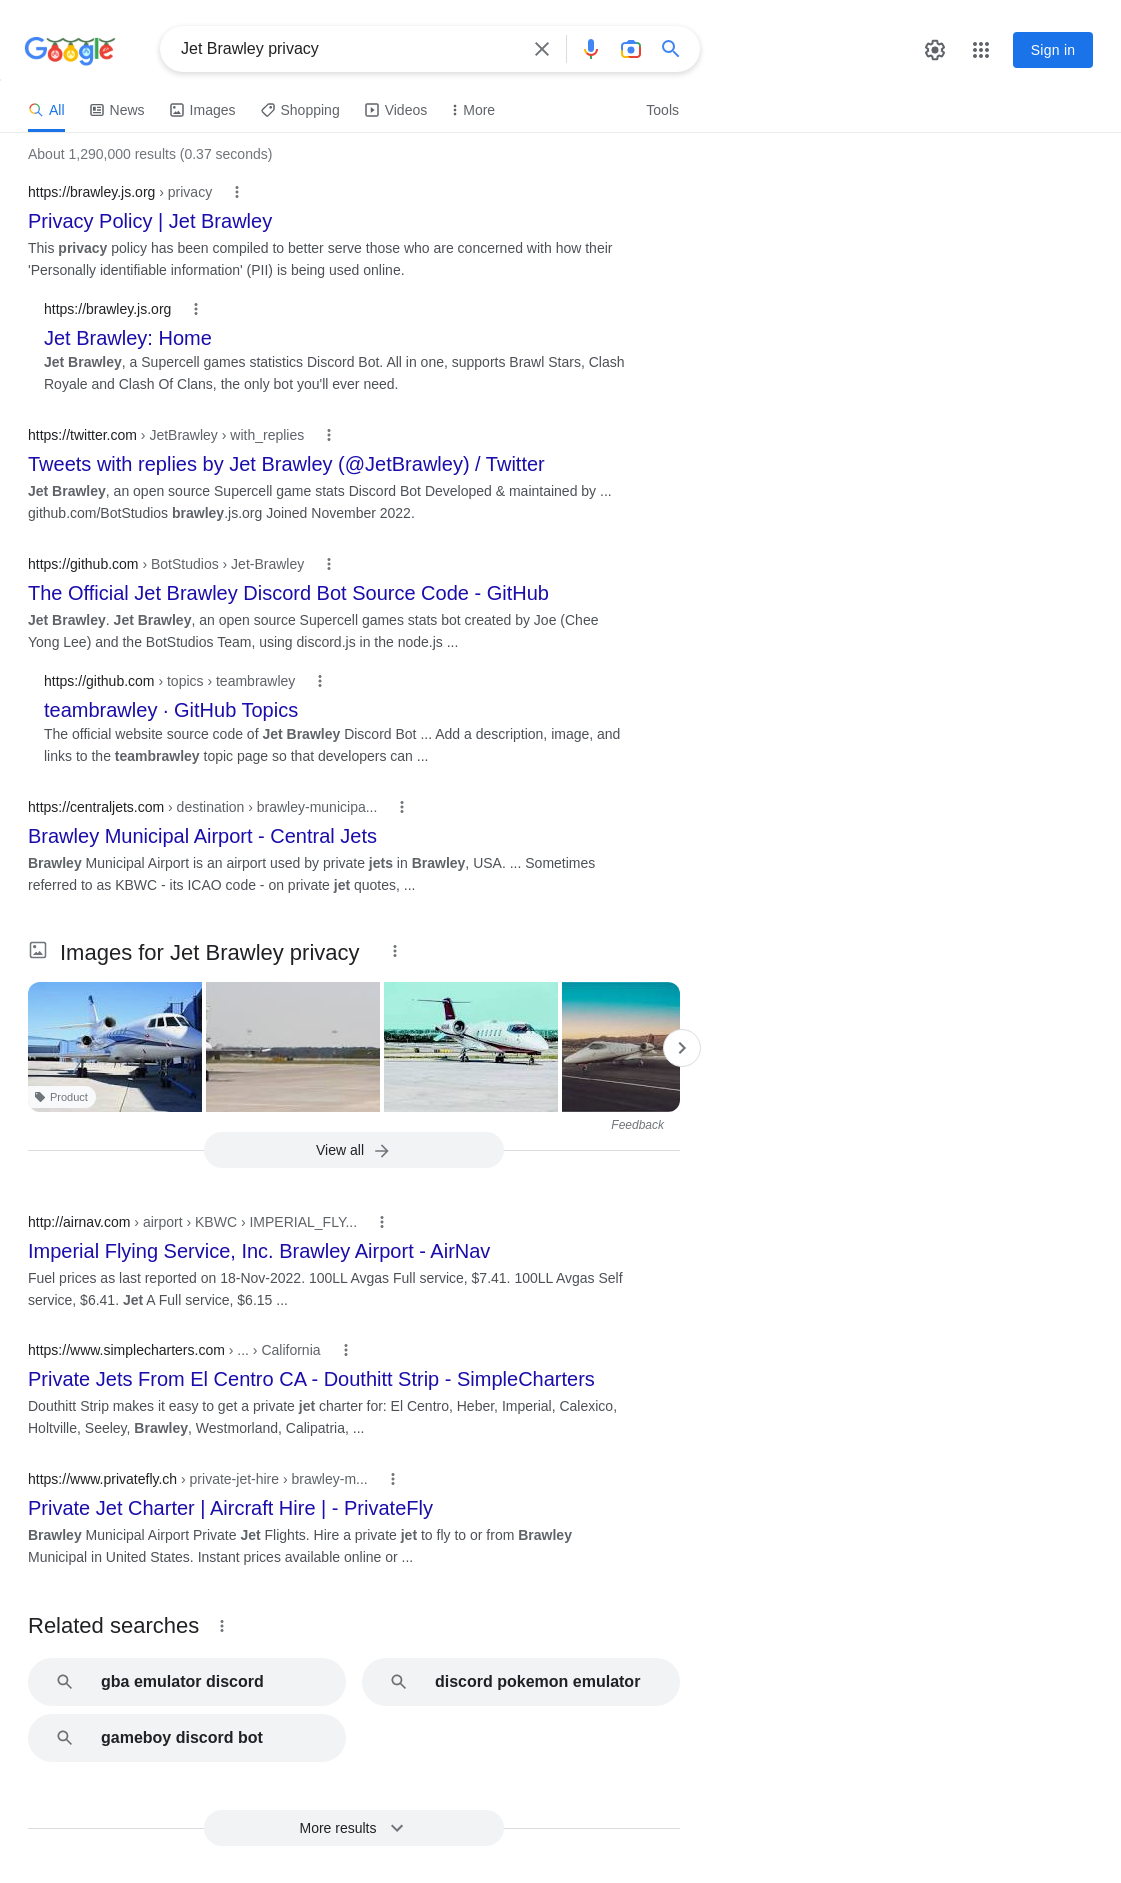 Google
Jet Brawley privacy
Sign in
All
News
Images
Shopping
Videos
More
Tools
About 1,290,000 results (0.37 seconds)
https://brawley.js.org › privacy
Privacy Policy | Jet Brawley
This privacy policy has been compiled to better serve those who are concerned with how their
'Personally identifiable information' (PII) is being used online.
https://brawley.js.org
Jet Brawley: Home
Jet Brawley, a Supercell games statistics Discord Bot. All in one, supports Brawl Stars, Clash
Royale and Clash Of Clans, the only bot you'll ever need.
https://twitter.com › JetBrawley › with_replies
Tweets with replies by Jet Brawley (@JetBrawley) / Twitter
Jet Brawley, an open source Supercell game stats Discord Bot Developed & maintained by ...
github.com/BotStudios brawley.js.org Joined November 2022.
https://github.com › BotStudios › Jet-Brawley
The Official Jet Brawley Discord Bot Source Code - GitHub
Jet Brawley. Jet Brawley, an open source Supercell games stats bot created by Joe (Chee
Yong Lee) and the BotStudios Team, using discord.js in the node.js ...
https://github.com › topics › teambrawley
teambrawley · GitHub Topics
The official website source code of Jet Brawley Discord Bot ... Add a description, image, and
links to the teambrawley topic page so that developers can ...
https://centraljets.com › destination › brawley-municipa...
Brawley Municipal Airport - Central Jets
Brawley Municipal Airport is an airport used by private jets in Brawley, USA. ... Sometimes
referred to as KBWC - its ICAO code - on private jet quotes, ...
Images for Jet Brawley privacy
Product
Feedback
View all
http://airnav.com › airport › KBWC › IMPERIAL_FLY...
Imperial Flying Service, Inc. Brawley Airport - AirNav
Fuel prices as last reported on 18-Nov-2022. 100LL Avgas Full service, $7.41. 100LL Avgas Self
service, $6.41. Jet A Full service, $6.15 ...
https://www.simplecharters.com › ... › California
Private Jets From El Centro CA - Douthitt Strip - SimpleCharters
Douthitt Strip makes it easy to get a private jet charter for: El Centro, Heber, Imperial, Calexico,
Holtville, Seeley, Brawley, Westmorland, Calipatria, ...
https://www.privatefly.ch › private-jet-hire › brawley-m...
Private Jet Charter | Aircraft Hire | - PrivateFly
Brawley Municipal Airport Private Jet Flights. Hire a private jet to fly to or from Brawley
Municipal in United States. Instant prices available online or ...
Related searches
gba emulator discord
discord pokemon emulator
gameboy discord bot
More results